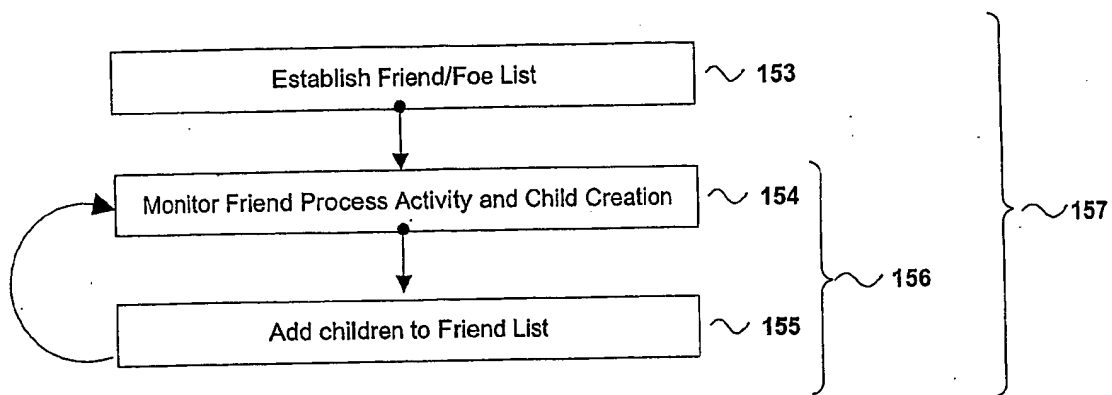 Establish Friend/Foe List
153
Monitor Friend Process Activity and Child Creation
154
157
156
Add children to Friend List
155